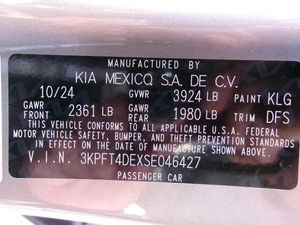 MANUFACTURED BY
KIA MEXICO, S.A. DE C.V.
10/24 GVWR 3924 LB PAINT KLG
GAWR FRONT 2361 LB GAWR REAR 1980 LB TRIM DFS
THIS VEHICLE CONFORMS TO ALL APPLICABLE U.S.A. FEDERAL
MOTOR VEHICLE SAFETY, BUMPER, AND THEFT PREVENTION STANDARDS
IN EFFECT ON THE DATE OF MANUFACTURE SHOWN ABOVE.
V.I.N. 3KPFT4DEXSE046427
PASSENGER CAR